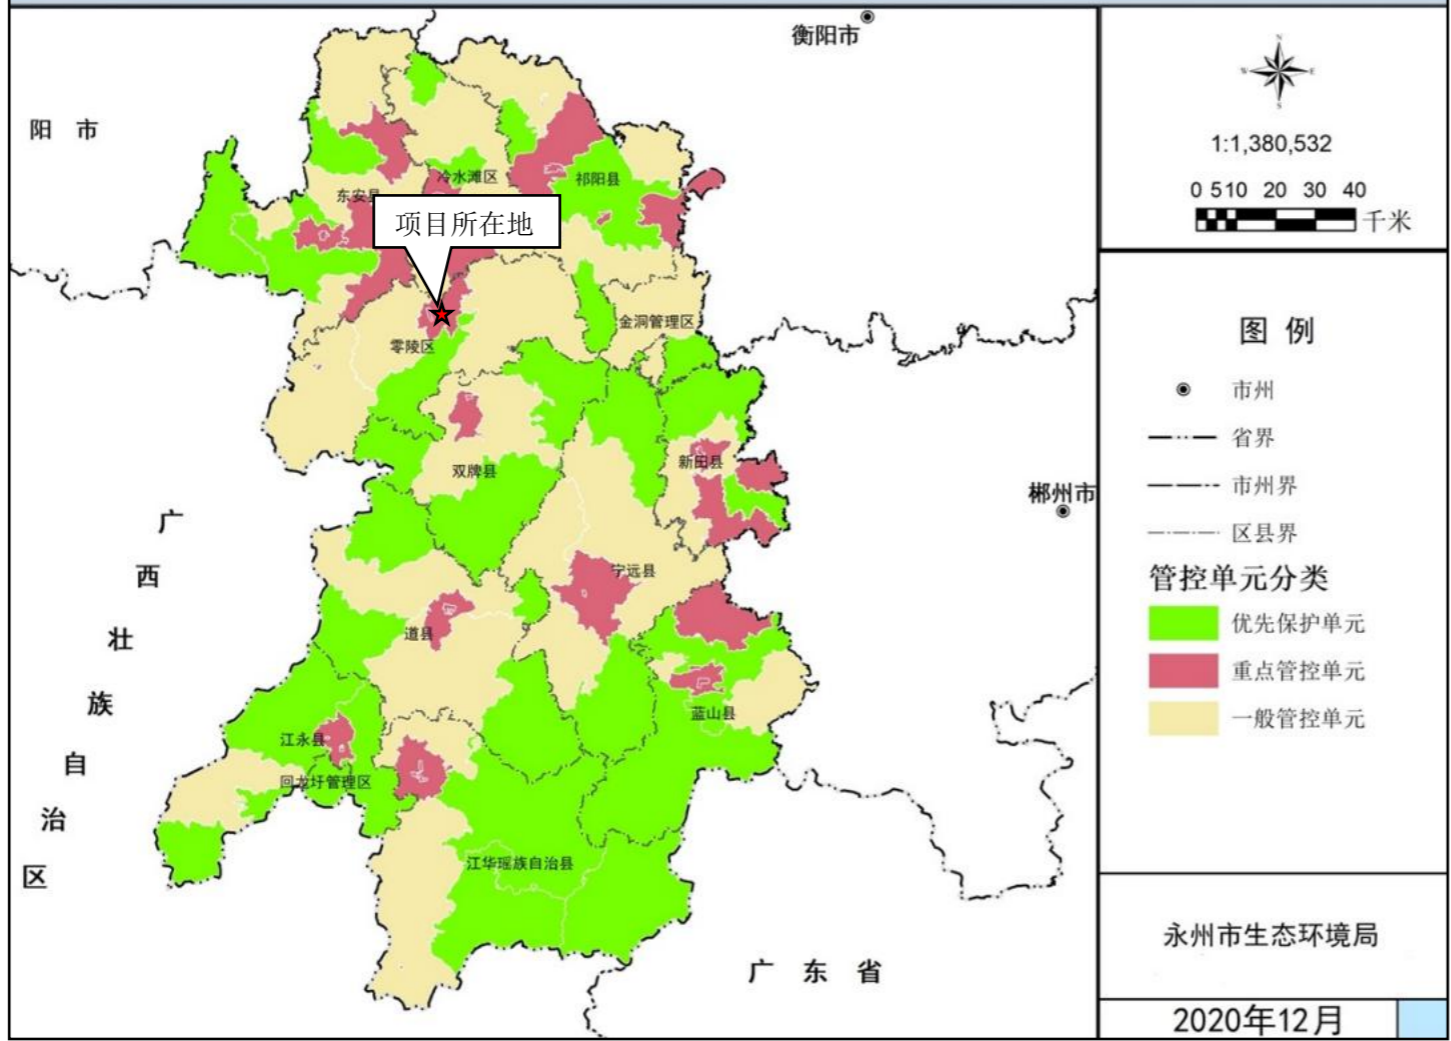 衡阳市
阳 市
冷水滩区
祁阳县
东安县
项目所在地
金洞管理区
零陵区
双牌县
新田县
郴州市
宁远县
道县
蓝山县
江永县
回龙圩管理区
江华瑶族自治县
广
西
壮
族
自
治
区
广 东 省
N
W
E
S
1:1,380,532
0 510 20 30 40
千米
图 例
市州
省界
市州界
区县界
管控单元分类
优先保护单元
重点管控单元
一般管控单元
永州市生态环境局
2020年12月